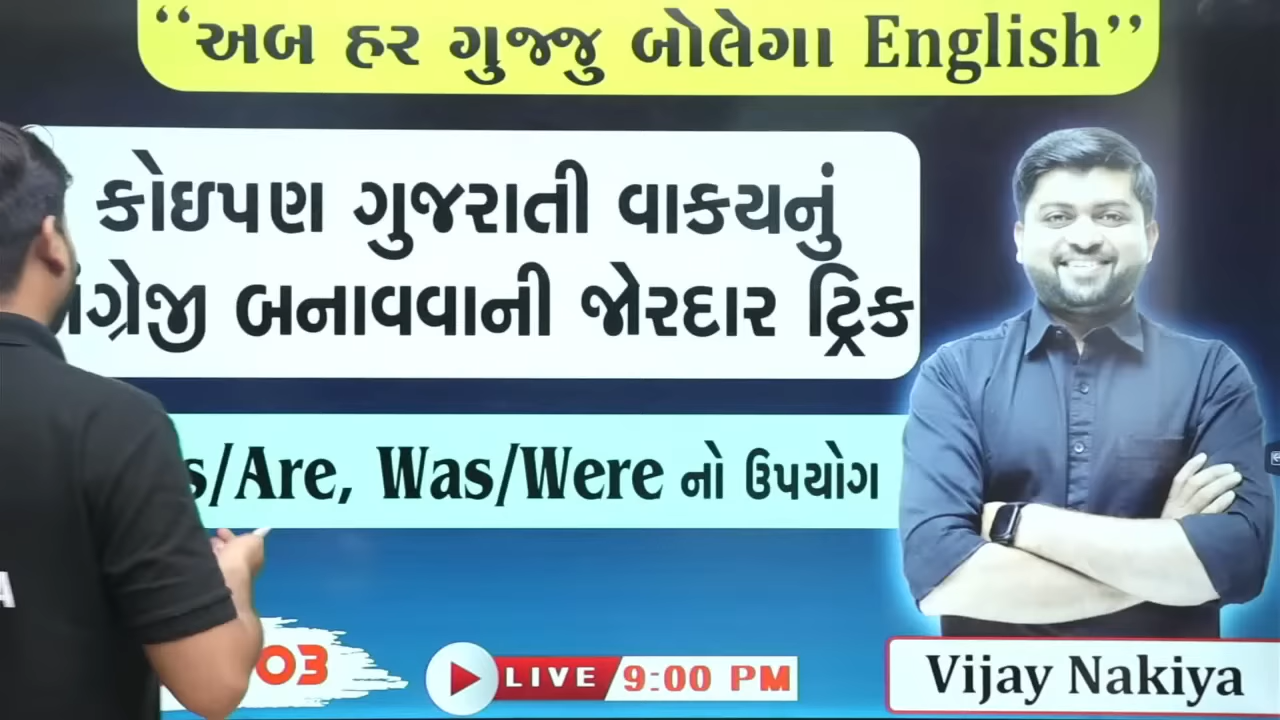 “અબ હર ગુજ્જુ બોલેગા English”
કોઇપણ ગુજરાતી વાક્યનું
બનાવવાની જોરદાર ટ્રિક
Are, Was/Were નો ઉપયોગ
03
LIVE 9:00 PM
Vijay Nakiya